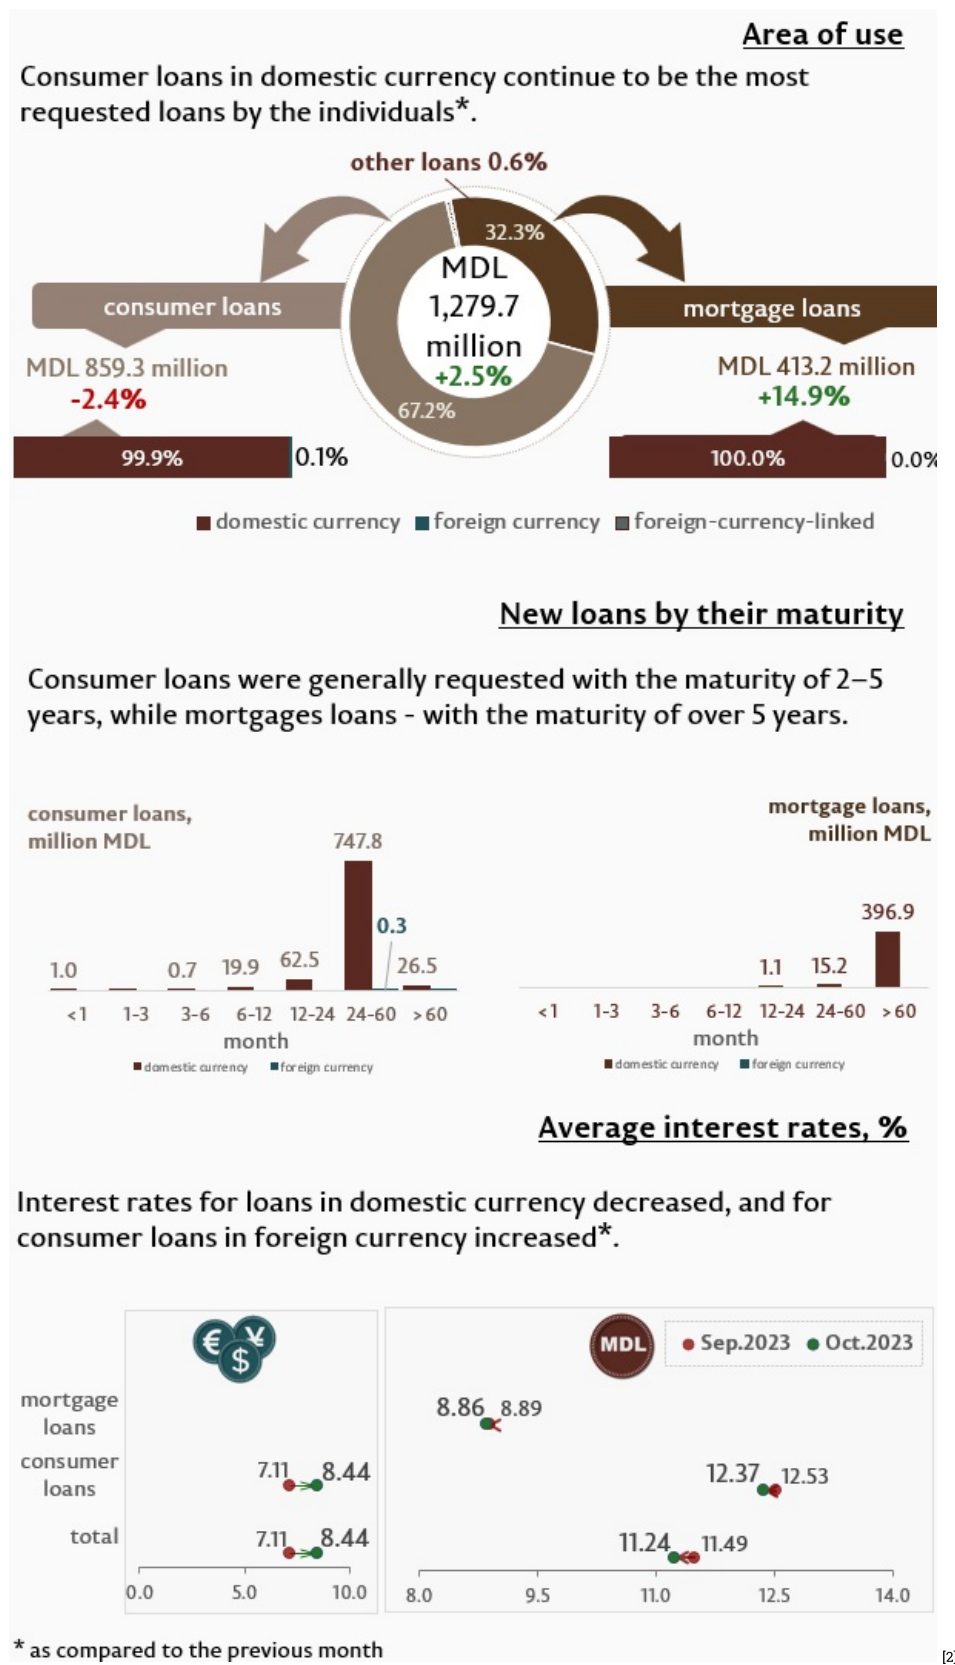 Area of use
Consumer loans in domestic currency continue to be the most
requested loans by the individuals*.
other loans 0.6%
32.3%
MDL
1,279.7
million
+2.5%
67.2%
consumer loans
MDL 859.3 million
-2.4%
99.9%
0.1%
mortgage loans
MDL 413.2 million
+14.9%
100.0%
0.0%
domestic currency foreign currency foreign-currency-linked
New loans by their maturity
Consumer loans were generally requested with the maturity of 2–5
years, while mortgages loans - with the maturity of over 5 years.
consumer loans,
million MDL
1.0 0.7 19.9 62.5 747.8 0.3 26.5
<1 1-3 3-6 6-12 12-24 24-60 >60
month
domestic currency foreign currency
mortgage loans,
million MDL
1.1 15.2 396.9
<1 1-3 3-6 6-12 12-24 24-60 >60
month
domestic currency foreign currency
Average interest rates, %
Interest rates for loans in domestic currency decreased, and for
consumer loans in foreign currency increased*.
€ ¥ $
MDL
Sep.2023 Oct.2023
mortgage
loans
8.86 8.89
consumer
loans
7.11 8.44
12.37 12.53
total
7.11 8.44
11.24 11.49
0.0 5.0 10.0
8.0 9.5 11.0 12.5 14.0
* as compared to the previous month
[2]